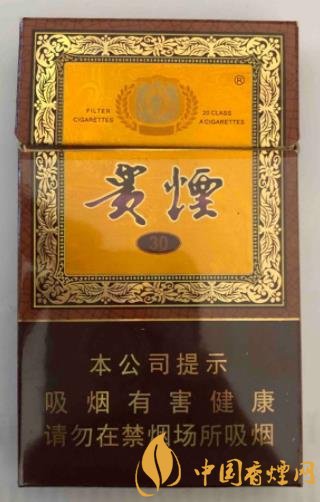 ®
FILTER
CIGARETTES
20 CLASS
A CIGARETTES
贵煙
30
本公司提示
吸烟有害健康
请勿在禁烟场所吸烟
中国香烟网